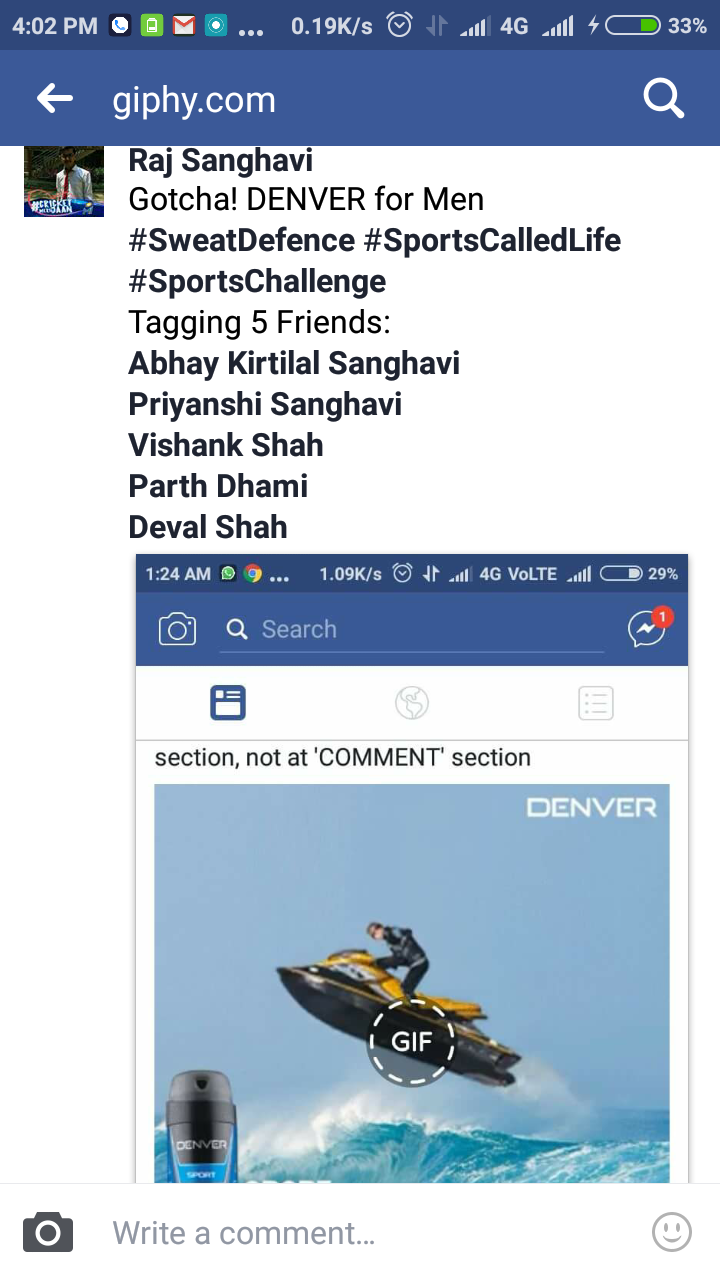 4:02 PM ... 0.19K/s 4G 33%
giphy.com
#CRICKET
Raj Sanghavi
Gotcha! DENVER for Men
#SweatDefence #SportsCalledLife
#SportsChallenge
Tagging 5 Friends:
Abhay Kirtilal Sanghavi
Priyanshi Sanghavi
Vishank Shah
Parth Dhami
Deval Shah
1:24 AM ... 1.09K/s 4G VoLTE 29%
Search
1
section, not at 'COMMENT' section
DENVER
GIF
DENVER
SPORT
Write a comment...